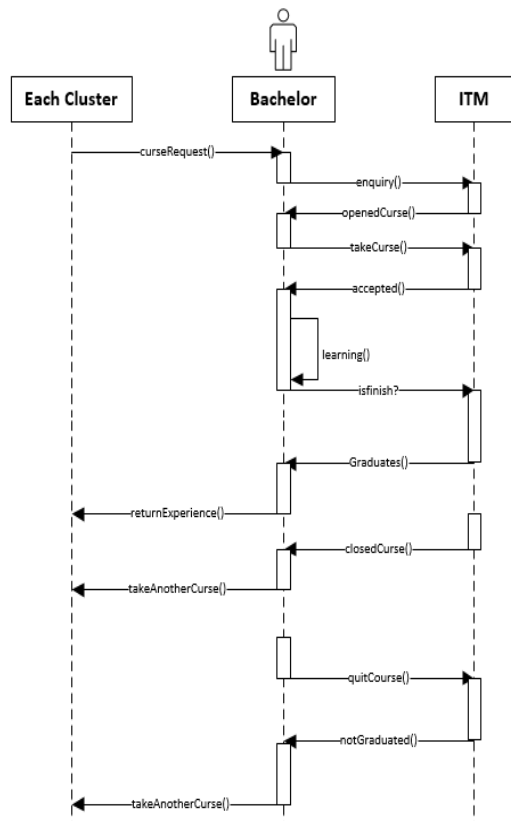 Each Cluster
Bachelor
ITM
curseRequest()
enquiry()
openedCurse()
takeCurse()
accepted()
learning()
isfinish?
Graduates()
returnExperience()
closedCurse()
takeAnotherCurse()
quitCourse()
notGraduated()
takeAnotherCurse()